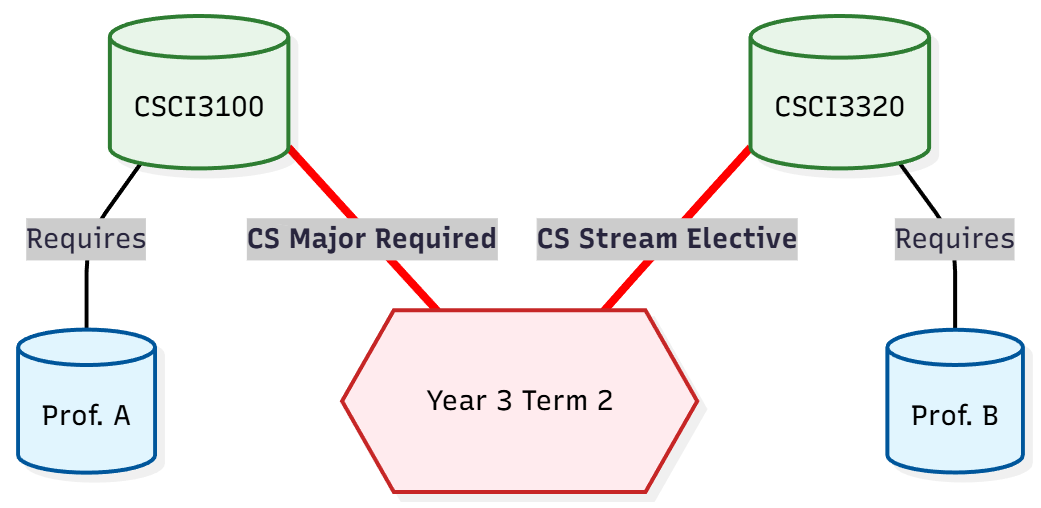 CSCI3100
CSCI3320
Requires
CS Major Required
CS Stream Elective
Requires
Prof. A
Year 3 Term 2
Prof. B